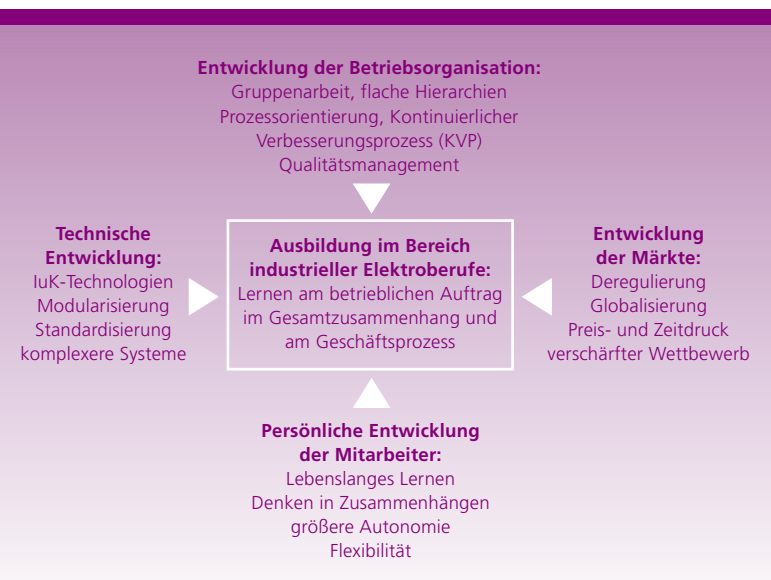 Entwicklung der Betriebsorganisation:
Gruppenarbeit, flache Hierarchien
Prozessorientierung, Kontinuierlicher
Verbesserungsprozess (KVP)
Qualitätsmanagement
Technische
Entwicklung:
IuK-Technologien
Modularisierung
Standardisierung
komplexere Systeme
Ausbildung im Bereich
industrieller Elektroberufe:
Lernen am betrieblichen Auftrag
im Gesamtzusammenhang und
am Geschäftsprozess
Entwicklung
der Märkte:
Deregulierung
Globalisierung
Preis- und Zeitdruck
verschärfter Wettbewerb
Persönliche Entwicklung
der Mitarbeiter:
Lebenslanges Lernen
Denken in Zusammenhängen
größere Autonomie
Flexibilität